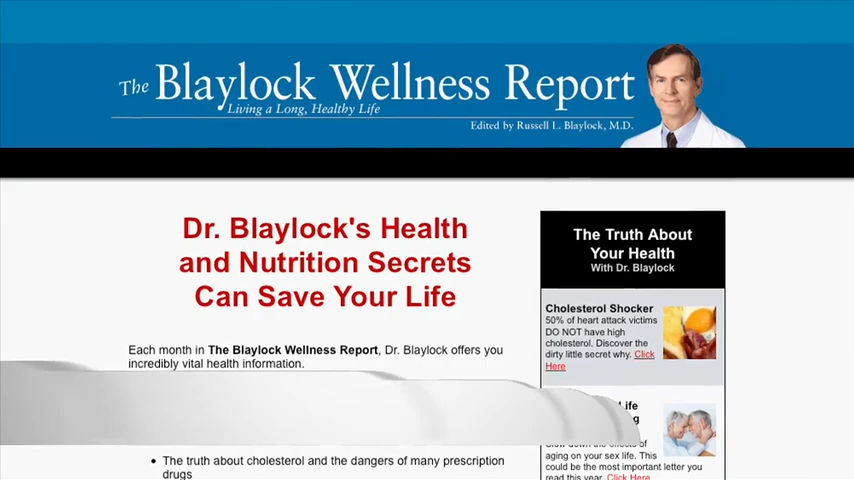 The Blaylock Wellness Report
Living a Long, Healthy Life
Edited by Russell L. Blaylock, M.D.
Dr. Blaylock's Health
and Nutrition Secrets
Can Save Your Life
Each month in The Blaylock Wellness Report, Dr. Blaylock offers you
incredibly vital health information.
• The truth about cholesterol and the dangers of many prescription
drugs
The Truth About
Your Health
With Dr. Blaylock
Cholesterol Shocker
50% of heart attack victims
DO NOT have high
cholesterol. Discover the
dirty little secret why. Click
Here
of
aging on your sex life. This
could be the most important letter you
read this year. Click Here